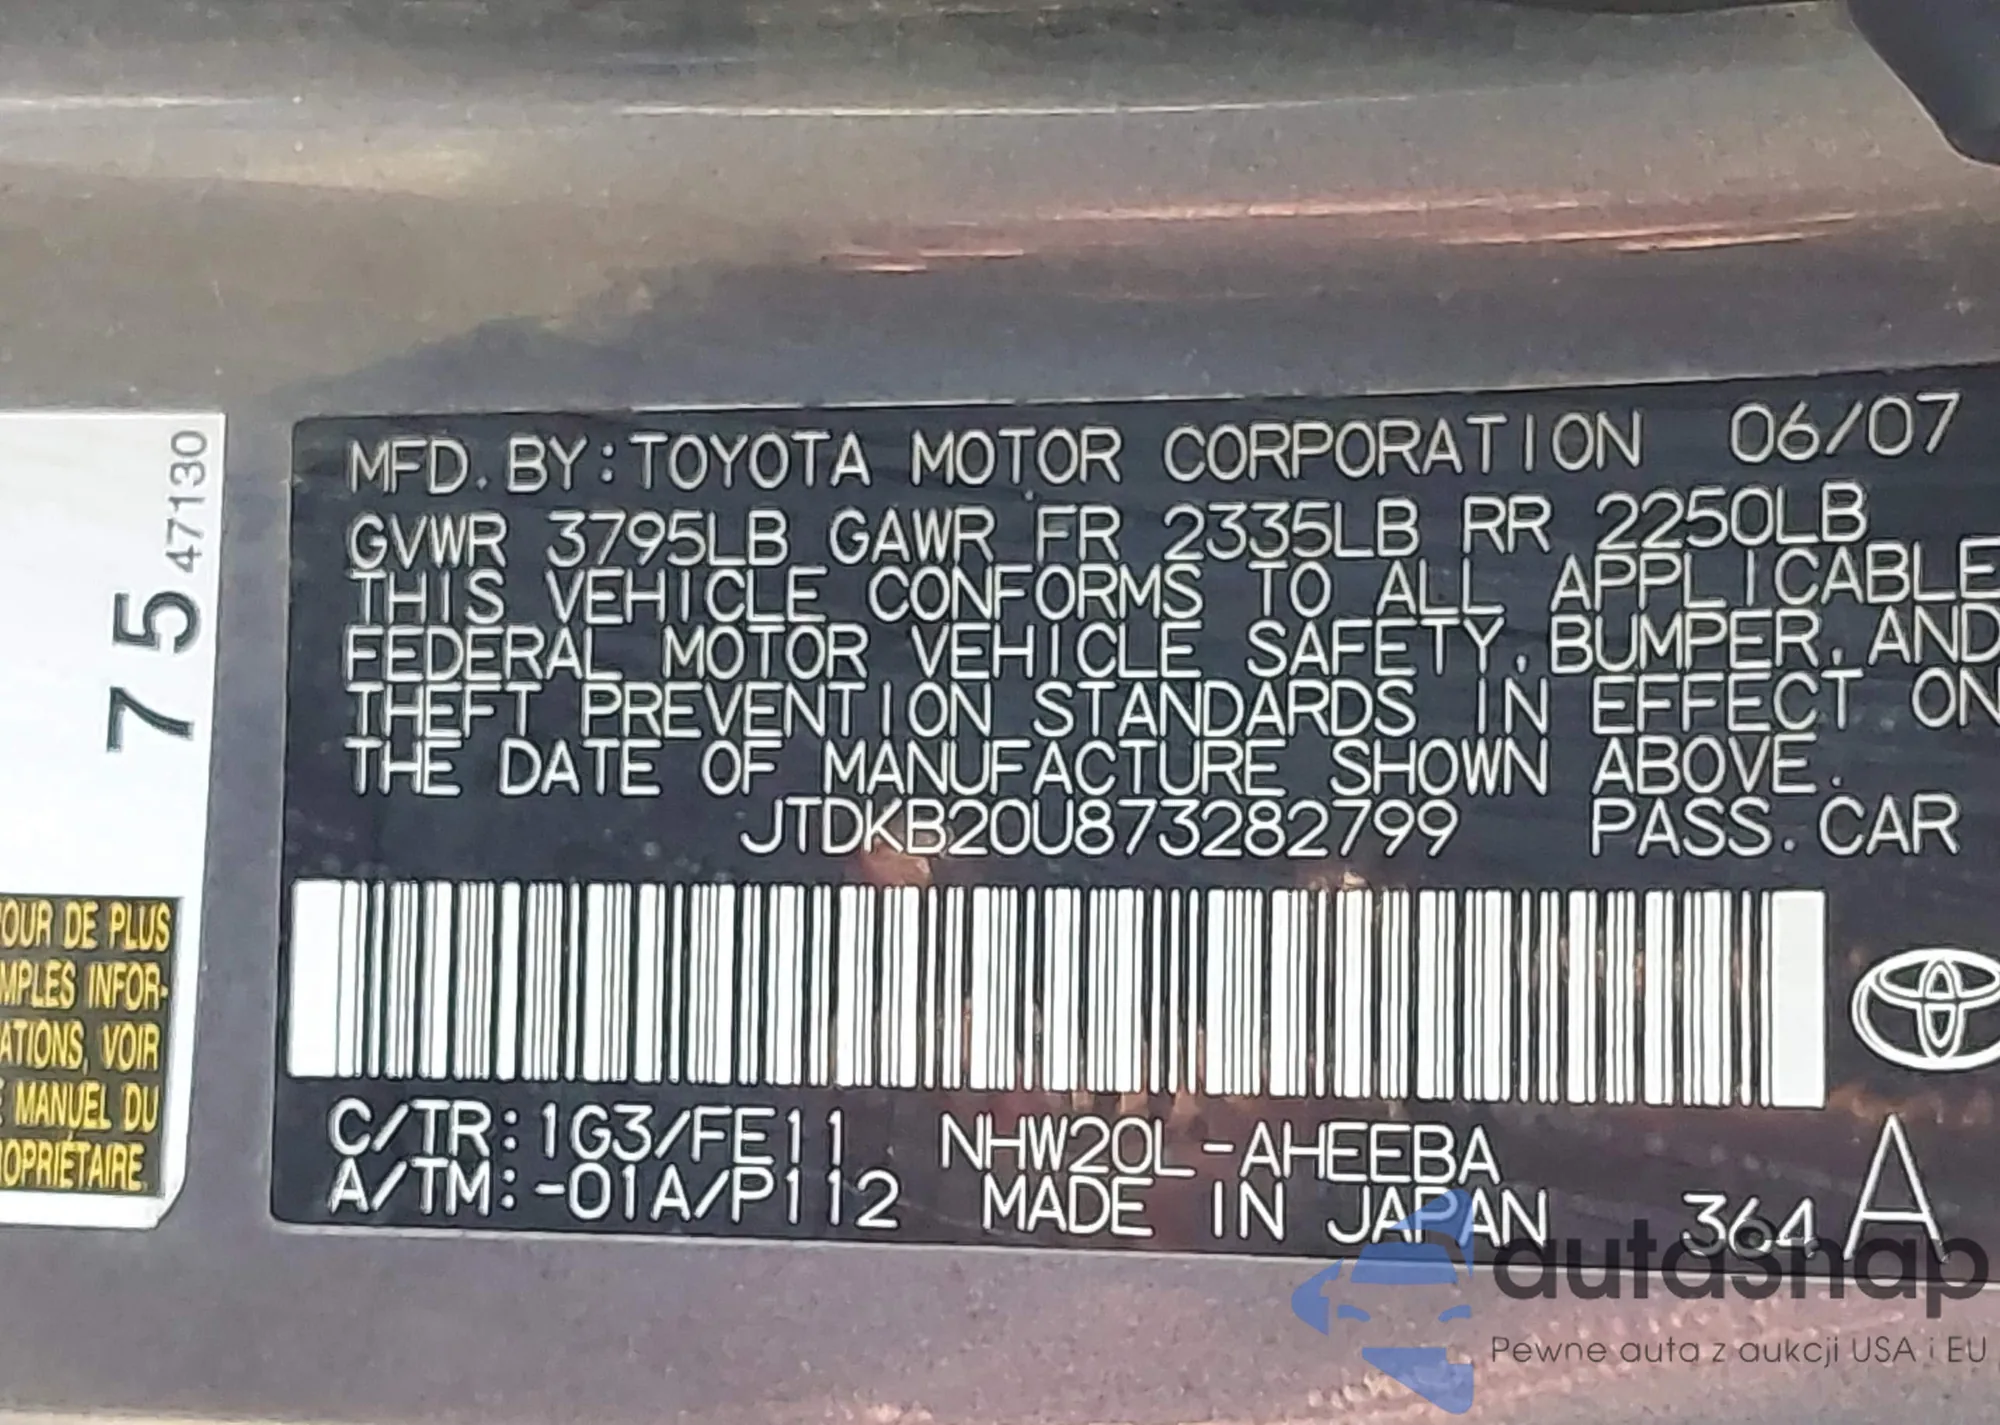 MFD. BY:TOYOTA MOTOR CORPORATION 06/07
GVWR 3795LB GAWR FR 2335LB RR 2250LB
THIS VEHICLE CONFORMS TO ALL APPLICABLE
FEDERAL MOTOR VEHICLE SAFETY, BUMPER, AND
THEFT PREVENTION STANDARDS IN EFFECT ON
THE DATE OF MANUFACTURE SHOWN ABOVE.
JTDKB20U873282799 PASS. CAR
C/TR:1G3/FE11 NHW20L-AHEEBA
A/TM:-01A/P112 MADE IN JAPAN 364 A
75 47130
OUR DE PLUS
MPLES INFOR-
ATIONS, VOIR
E MANUEL DU
OPRIÉTAIRE.
autasnap
Pewne auta z aukcji USA i EU